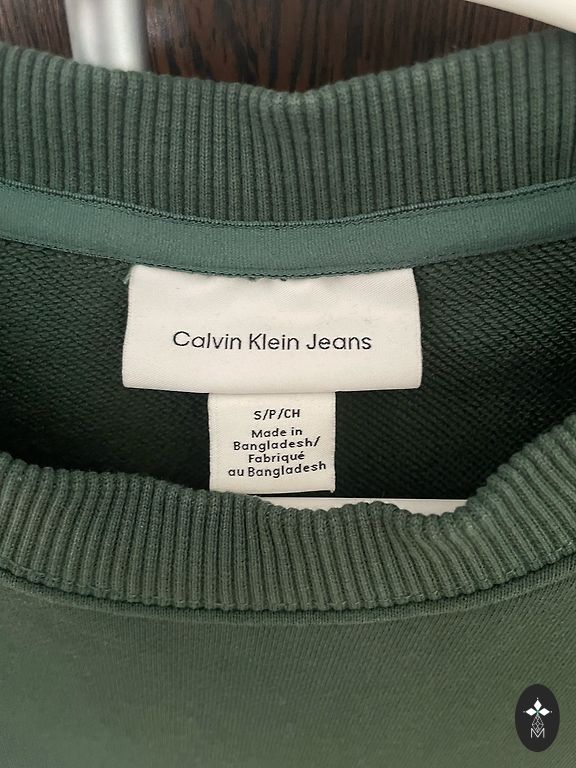 Calvin Klein Jeans
S/P/CH
Made in
Bangladesh/
Fabriqué
au Bangladesh
M